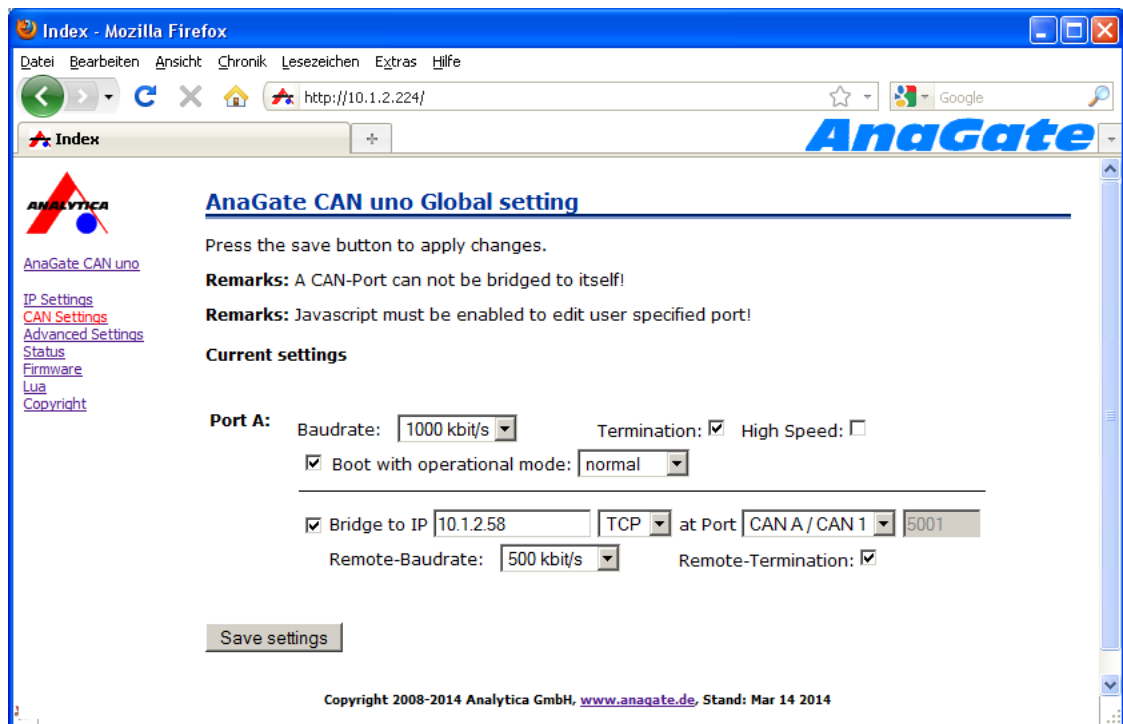 Index - Mozilla Firefox
Datei Bearbeiten Ansicht Chronik Lesezeichen Extras Hilfe
http://10.1.2.224/ Google
Index
AnaGate
ANALYTICA
AnaGate CAN uno
IP Settings
CAN Settings
Advanced Settings
Status
Firmware
Lua
Copyright
AnaGate CAN uno Global setting
Press the save button to apply changes.
Remarks: A CAN-Port can not be bridged to itself!
Remarks: Javascript must be enabled to edit user specified port!
Current settings
Port A: Baudrate: 1000 kbit/s Termination: High Speed:
Boot with operational mode: normal
Bridge to IP 10.1.2.58 TCP at Port CAN A / CAN 1 5001
Remote-Baudrate: 500 kbit/s Remote-Termination:
Save settings
Copyright 2008-2014 Analytica GmbH, www.anagate.de, Stand: Mar 14 2014